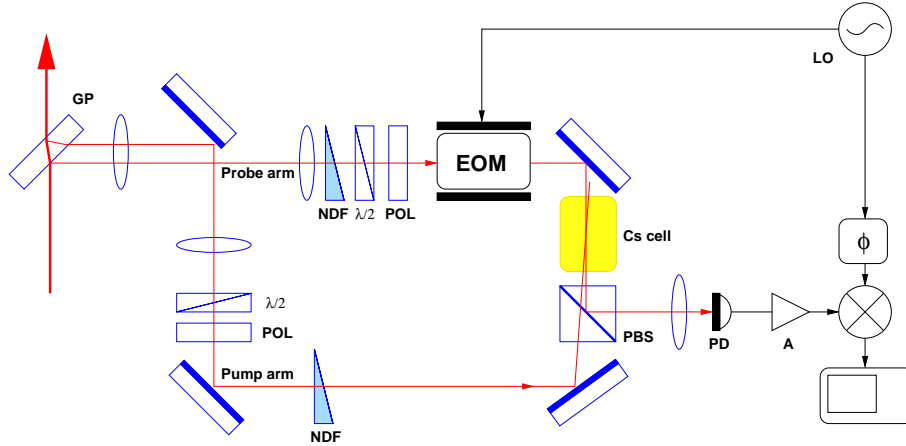 LO
GP
Probe arm
EOM
NDF
λ/2
POL
Cs cell
ϕ
λ/2
POL
PBS
PD
A
Pump arm
NDF